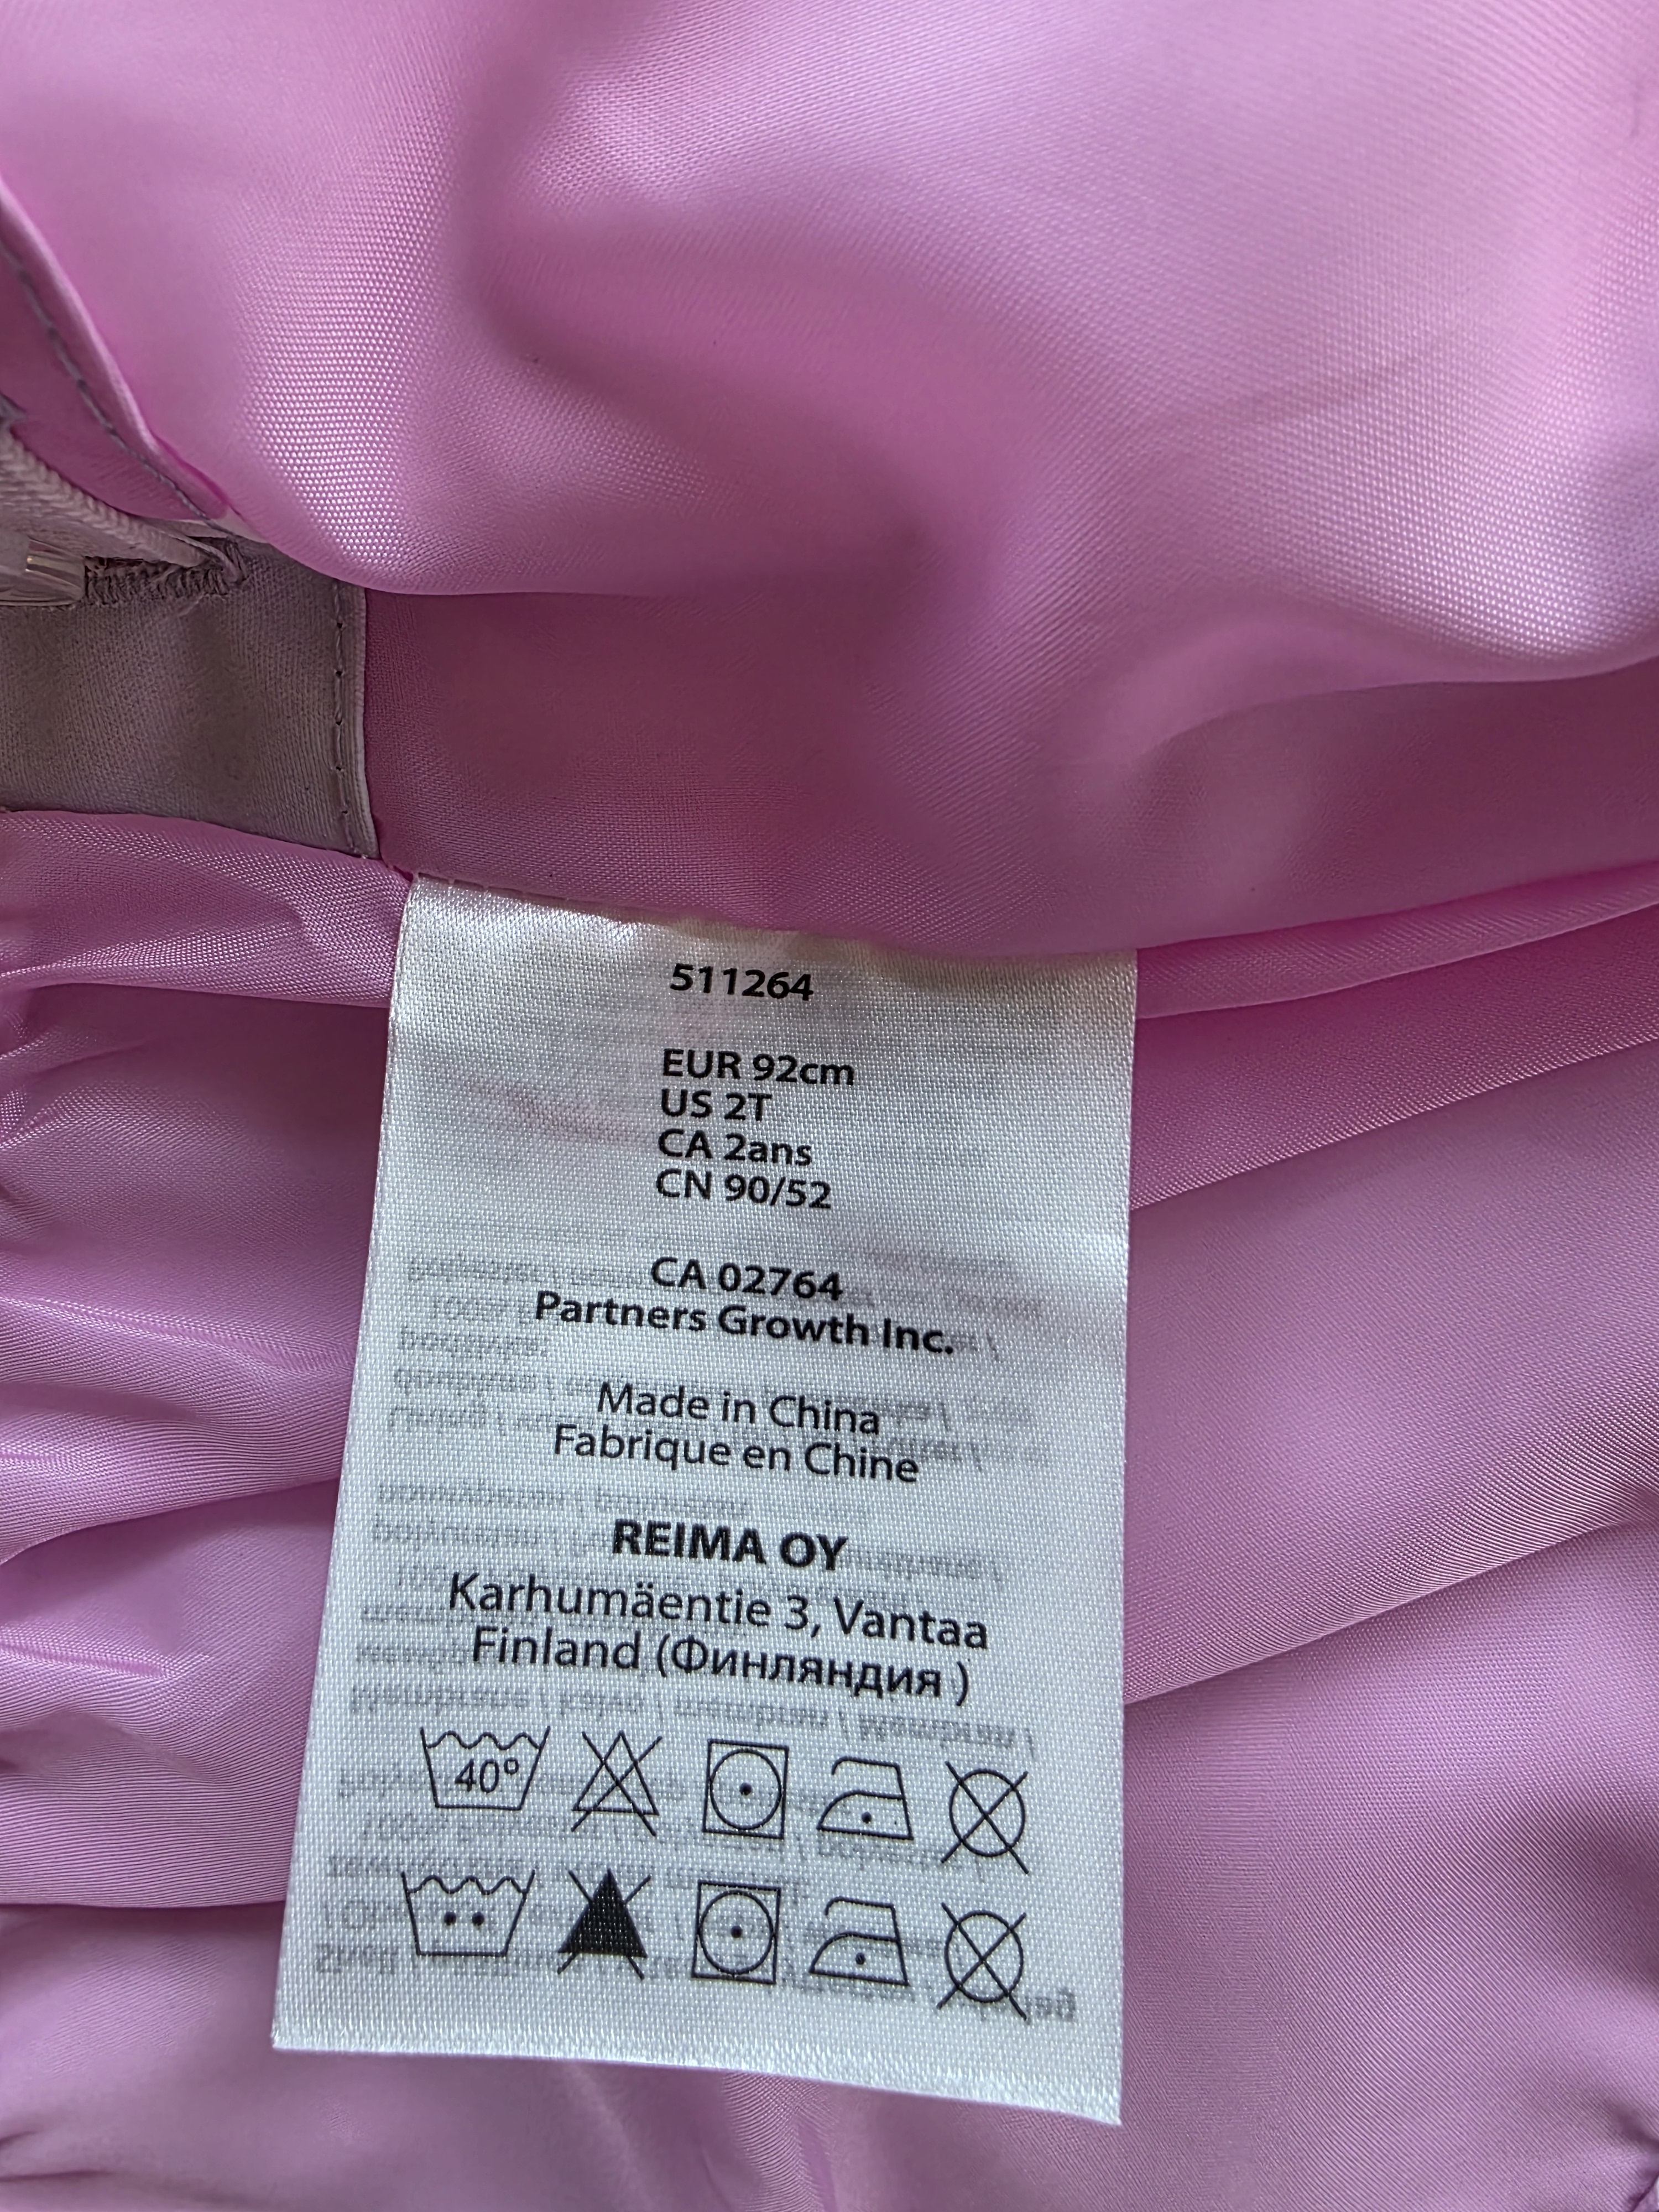 511264
EUR 92cm
US 2T
CA 2ans
CN 90/52
CA 02764
Partners Growth Inc.
Made in China
Fabrique en Chine
REIMA OY
Karhumäentie 3, Vantaa
Finland (Финляндия )
40°